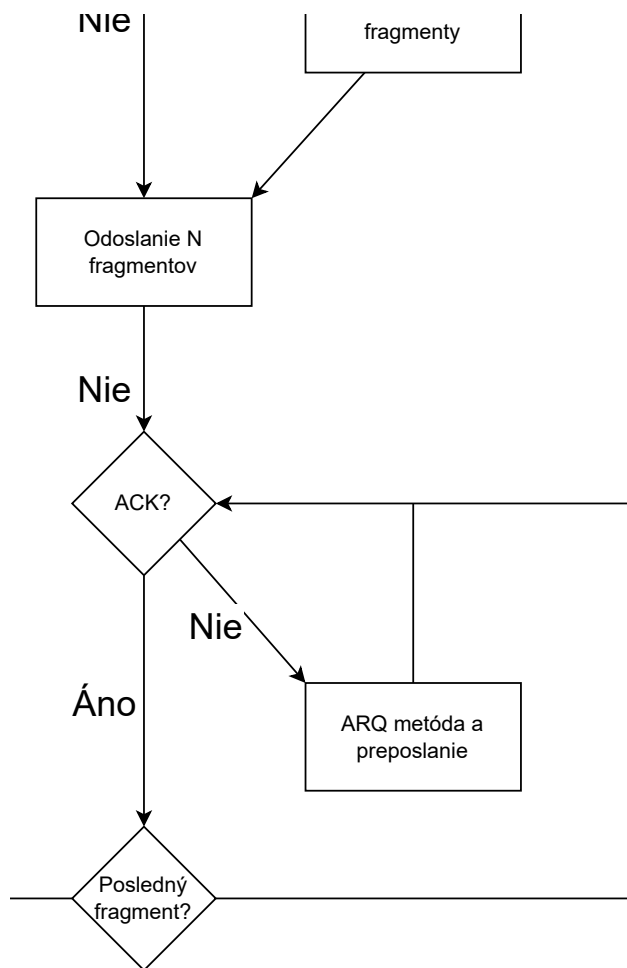 Nie
fragmenty
Odoslanie N
fragmentov
Nie
ACK?
Nie
Áno
ARQ metóda a
preposlanie
Posledný
fragment?